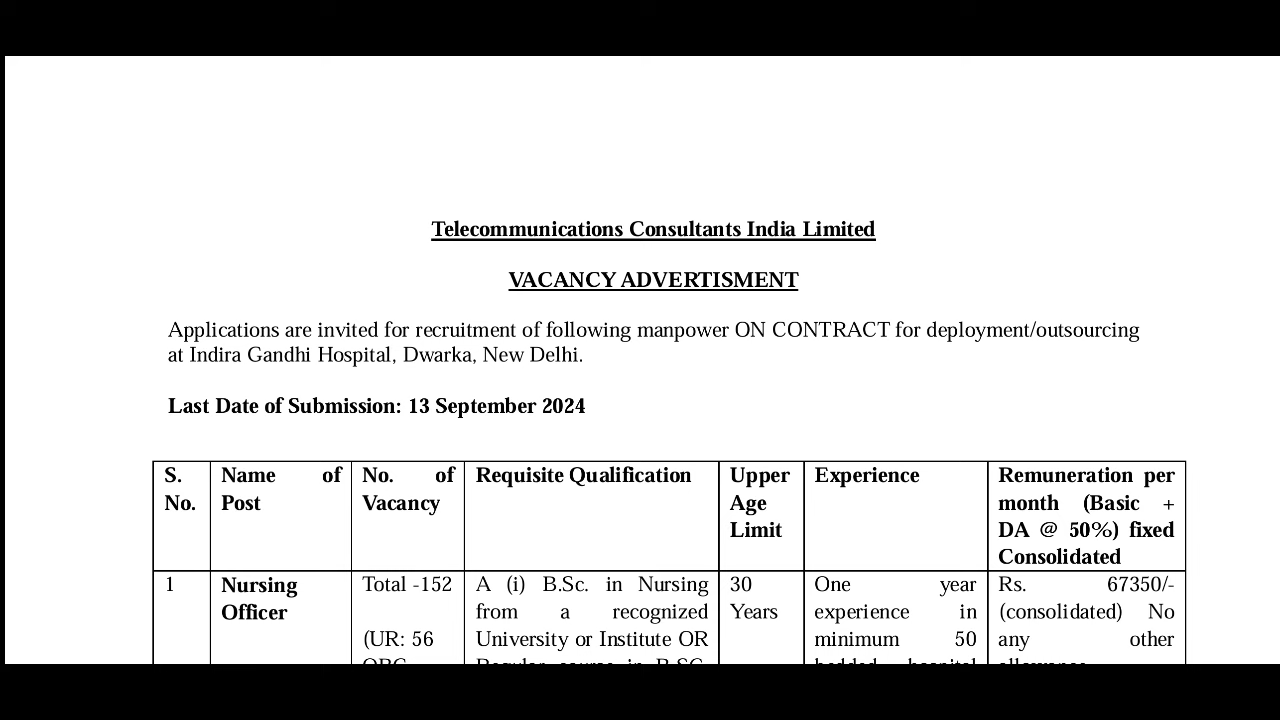 Telecommunications Consultants India Limited
VACANCY ADVERTISMENT
Applications are invited for recruitment of following manpower ON CONTRACT for deployment/outsourcing
at Indira Gandhi Hospital, Dwarka, New Delhi.
Last Date of Submission: 13 September 2024
S. No.
Name of Post
No. of Vacancy
Requisite Qualification
Upper Age Limit
Experience
Remuneration per month (Basic + DA @ 50%) fixed Consolidated
1
Nursing Officer
Total -152
(UR: 56
A (i) B.Sc. in Nursing
from a recognized
University or Institute OR
30
Years
One year
experience in
minimum 50
Rs. 67350/-
(consolidated) No
any other